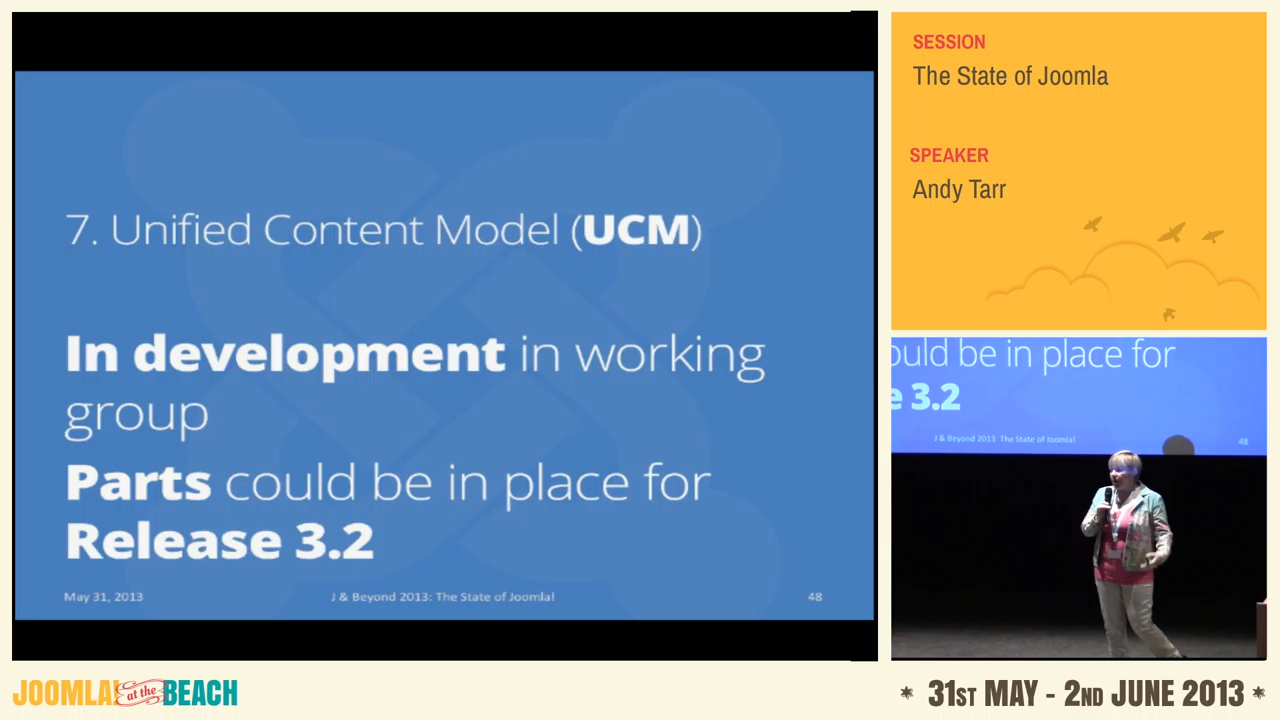 7. Unified Content Model (UCM)
In development in working
group
Parts could be in place for
Release 3.2
May 31, 2013
J & Beyond 2013: The State of Joomla!
48
SESSION
The State of Joomla
SPEAKER
Andy Tarr
ould be in place for
e 3.2
J & Beyond 2013: The State of Joomla!
48
JOOMLA! at the BEACH
* 31ST MAY - 2ND JUNE 2013 *